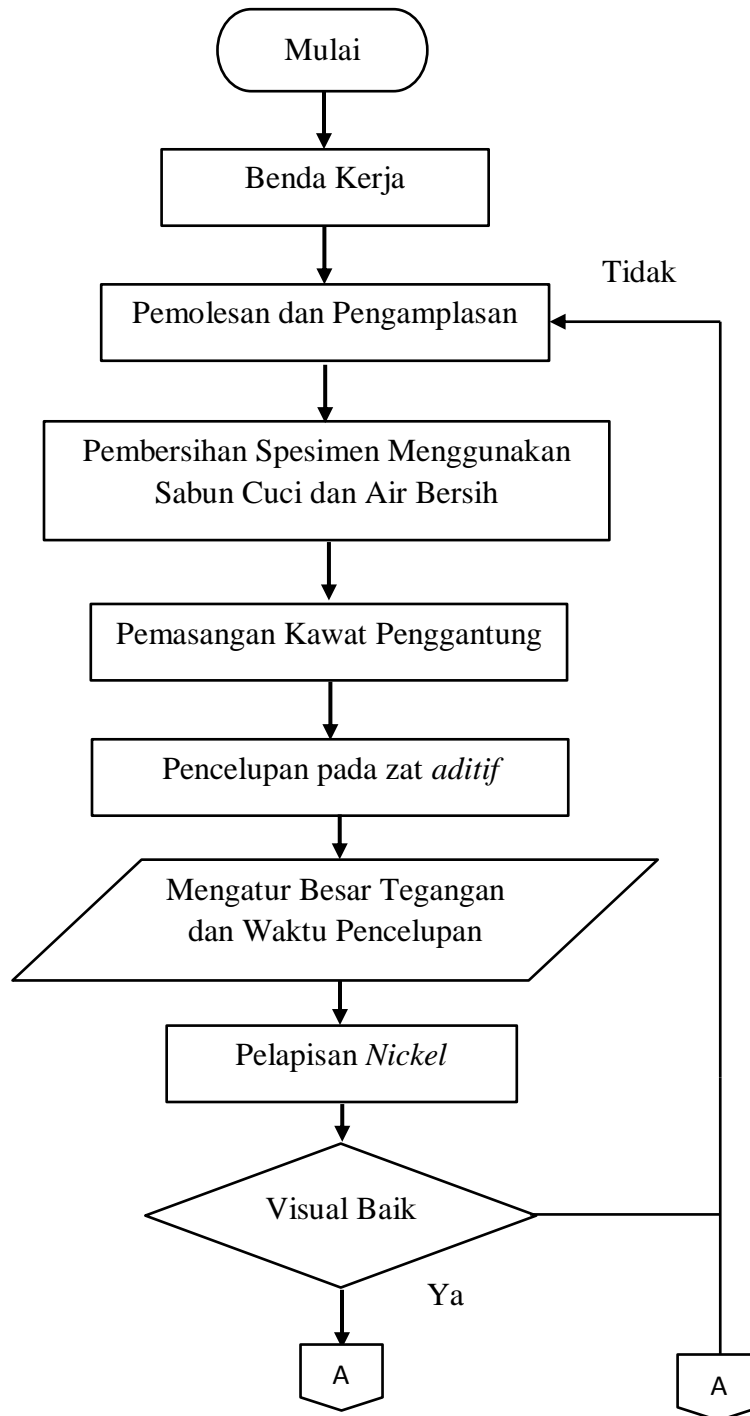 Mulai
Benda Kerja
Tidak
Pemolesan dan Pengamplasan
Pembersihan Spesimen Menggunakan
Sabun Cuci dan Air Bersih
Pemasangan Kawat Penggantung
Pencelupan pada zat aditif
Mengatur Besar Tegangan
dan Waktu Pencelupan
Pelapisan Nickel
Visual Baik
Ya
A
A